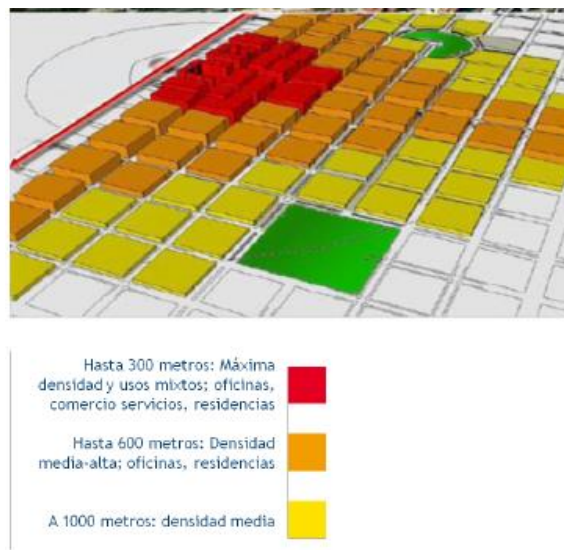 Hasta 300 metros: Máxima
densidad y usos mixtos; oficinas,
comercio servicios, residencias
Hasta 600 metros: Densidad
media-alta; oficinas, residencias
A 1000 metros: densidad media